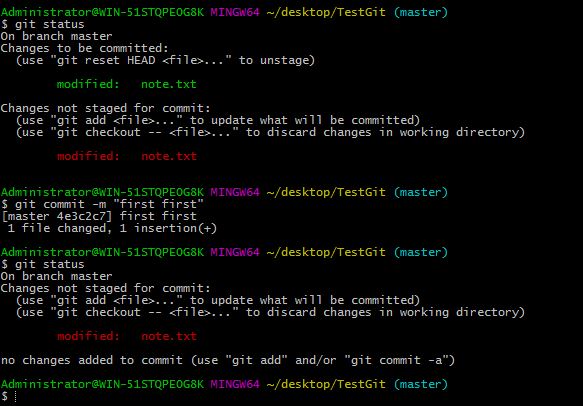 Administrator@WIN-51STQPEOG8K MINGW64 ~/desktop/TestGit (master)
$ git status
On branch master
Changes to be committed:
  (use "git reset HEAD <file>..." to unstage)
        modified:   note.txt
Changes not staged for commit:
  (use "git add <file>..." to update what will be committed)
  (use "git checkout -- <file>..." to discard changes in working directory)
        modified:   note.txt
Administrator@WIN-51STQPEOG8K MINGW64 ~/desktop/TestGit (master)
$ git commit -m "first first"
[master 4e3c2c7] first first
 1 file changed, 1 insertion(+)
Administrator@WIN-51STQPEOG8K MINGW64 ~/desktop/TestGit (master)
$ git status
On branch master
Changes not staged for commit:
  (use "git add <file>..." to update what will be committed)
  (use "git checkout -- <file>..." to discard changes in working directory)
        modified:   note.txt
no changes added to commit (use "git add" and/or "git commit -a")
Administrator@WIN-51STQPEOG8K MINGW64 ~/desktop/TestGit (master)
$